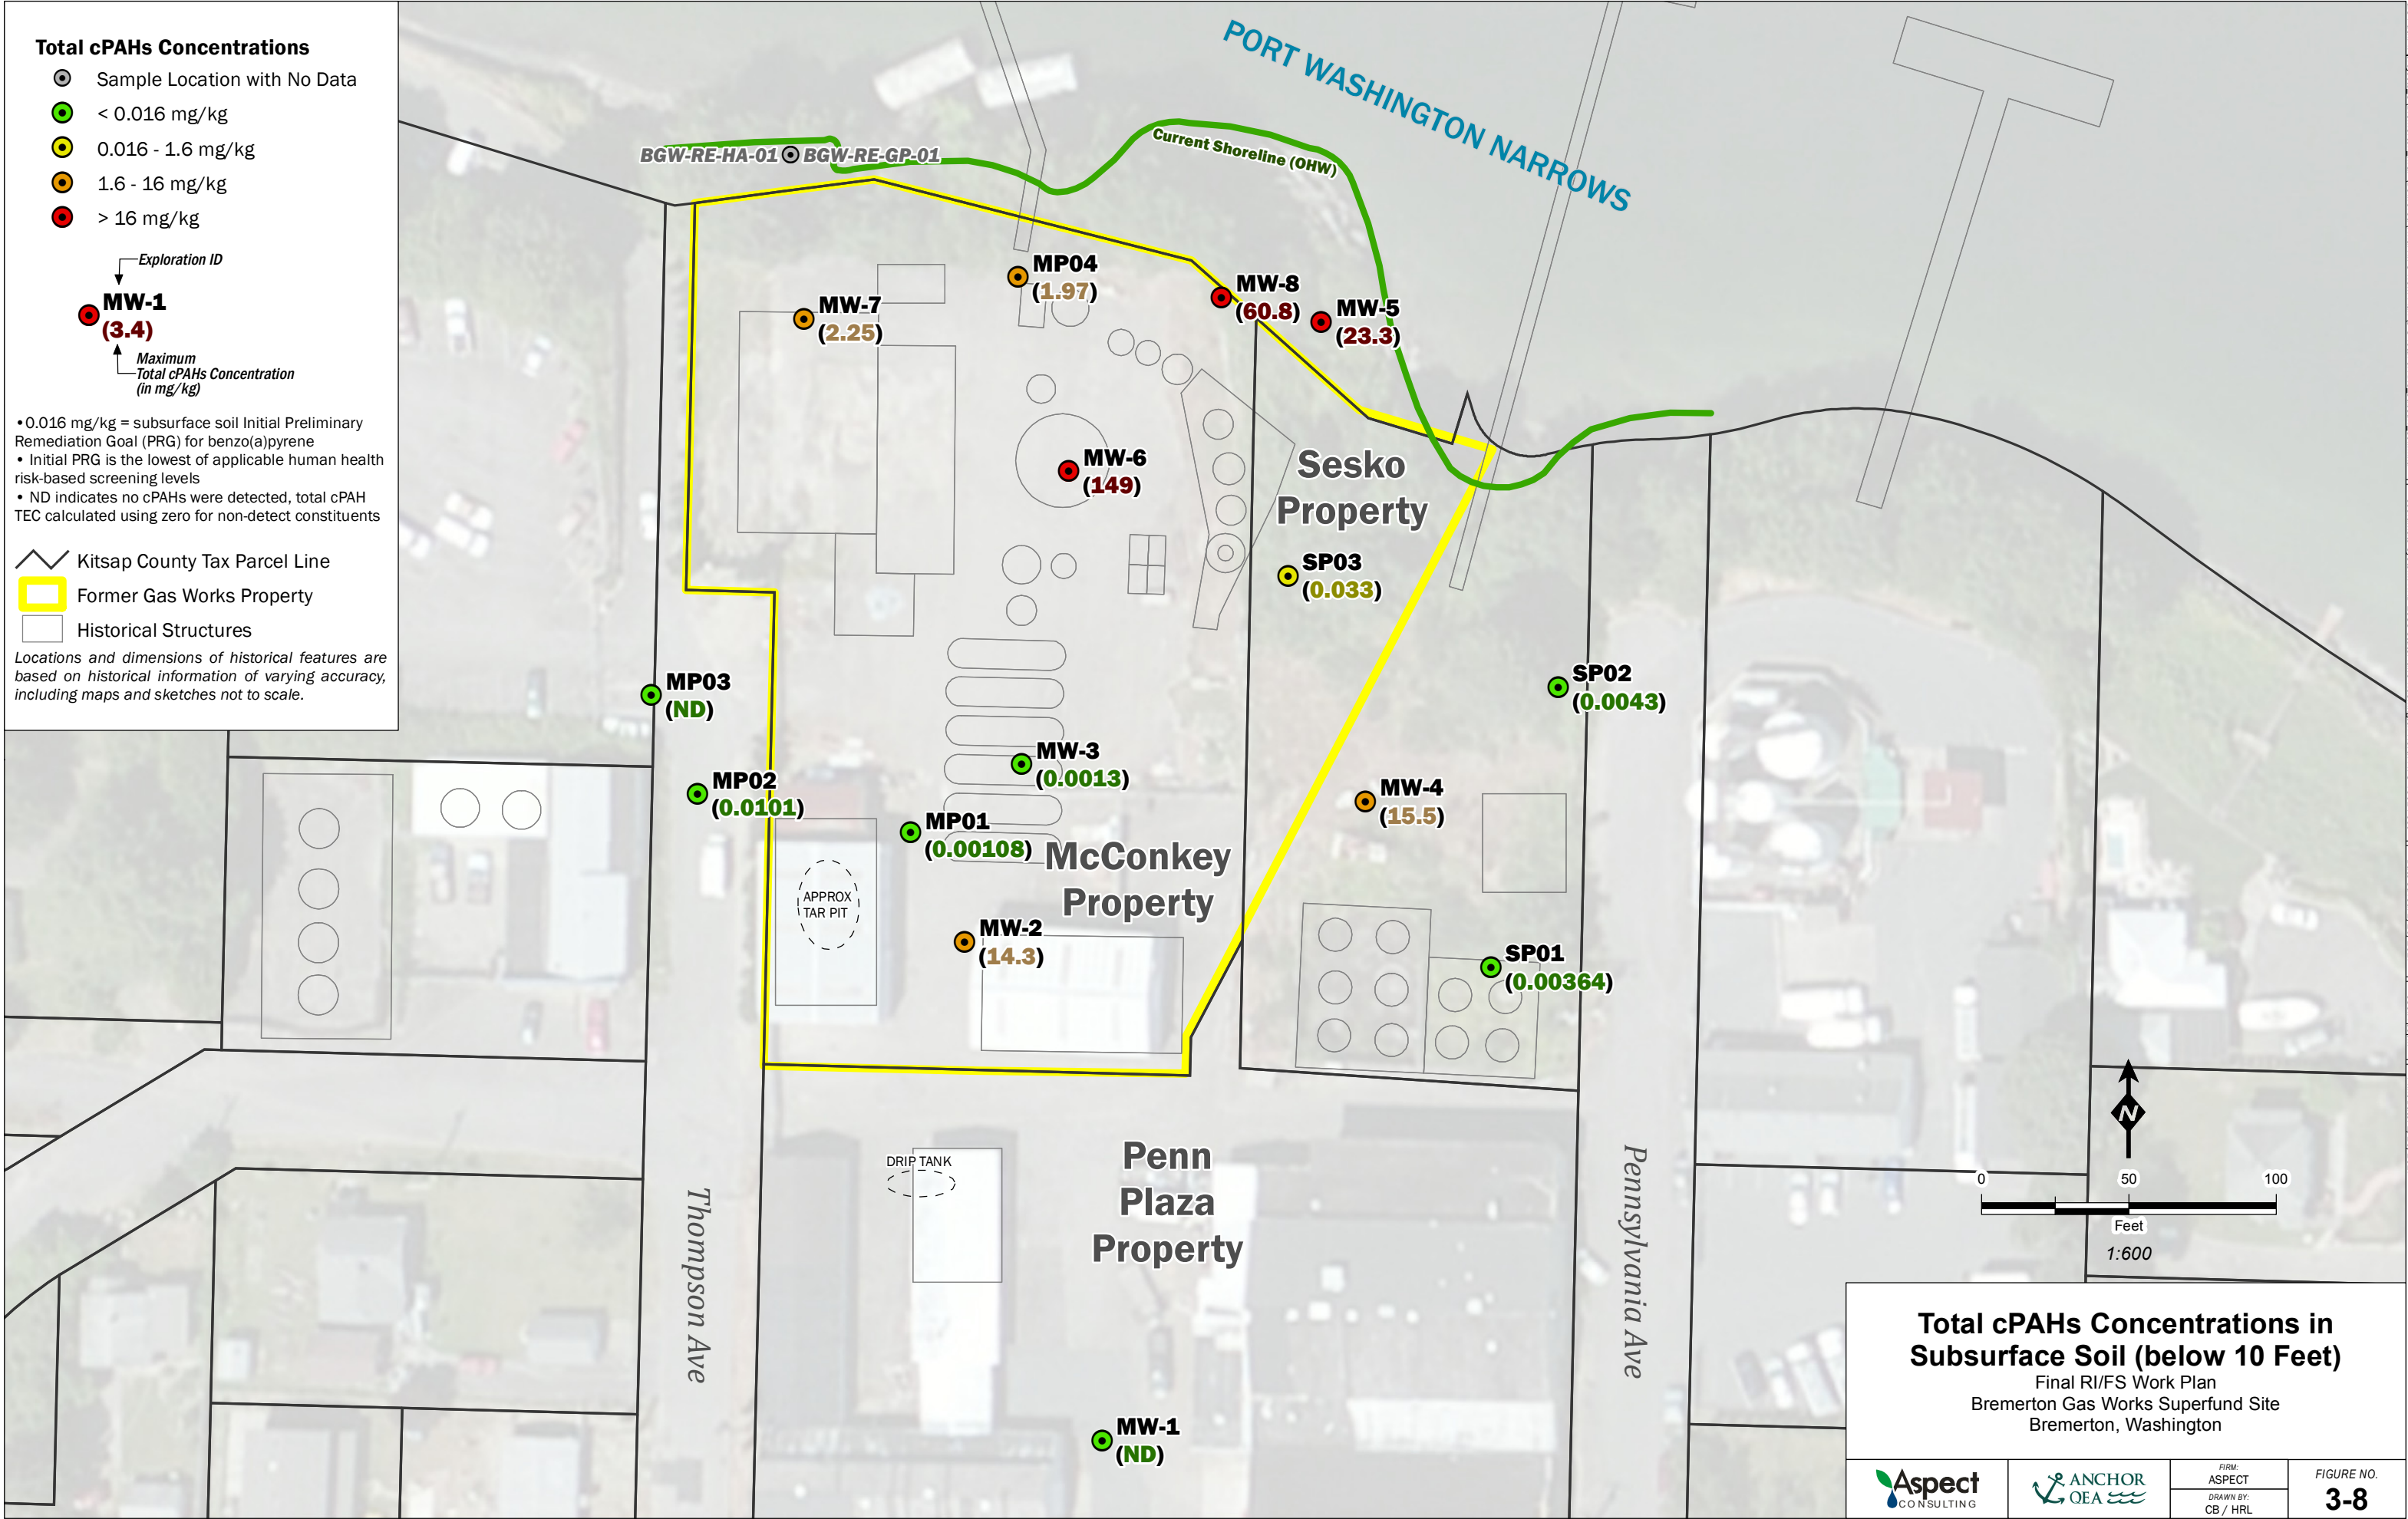 Total cPAHs Concentrations
Sample Location with No Data
< 0.016 mg/kg
0.016 - 1.6 mg/kg
1.6 - 16 mg/kg
> 16 mg/kg
Exploration ID
MW-1
(3.4)
Maximum
Total cPAHs Concentration
(in mg/kg)
•0.016 mg/kg = subsurface soil Initial Preliminary
Remediation Goal (PRG) for benzo(a)pyrene
• Initial PRG is the lowest of applicable human health
risk-based screening levels
• ND indicates no cPAHs were detected, total cPAH
TEC calculated using zero for non-detect constituents
Kitsap County Tax Parcel Line
Former Gas Works Property
Historical Structures
Locations and dimensions of historical features are
based on historical information of varying accuracy,
including maps and sketches not to scale.
PORT WASHINGTON NARROWS
Current Shoreline (OHW)
BGW-RE-HA-01 BGW-RE-GP-01
MP04
(1.97)
MW-7
(2.25)
MW-8
(60.8)
MW-5
(23.3)
MW-6
(149)
Sesko
Property
SP03
(0.033)
MP03
(ND)
SP02
(0.0043)
MW-3
(0.0013)
MP02
(0.0101)
MW-4
(15.5)
MP01
(0.00108)
McConkey
Property
APPROX
TAR PIT
MW-2
(14.3)
SP01
(0.00364)
DRIP TANK
Penn
Plaza
Property
Thompson Ave
Pennsylvania Ave
MW-1
(ND)
N
0 50 100
Feet
1:600
Total cPAHs Concentrations in
Subsurface Soil (below 10 Feet)
Final RI/FS Work Plan
Bremerton Gas Works Superfund Site
Bremerton, Washington
Aspect
CONSULTING
ANCHOR
QEA
FIRM:
ASPECT
DRAWN BY:
CB / HRL
FIGURE NO.
3-8